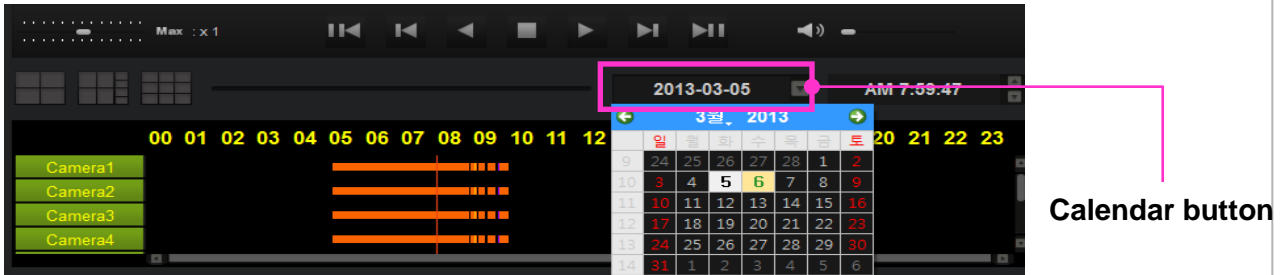 Max : x 1
2013-03-05 AM 7:59:47
3월, 2013
00 01 02 03 04 05 06 07 08 09 10 11 12 20 21 22 23
일 월 화 수 목 금 토
Camera1
9 24 25 26 27 28 1 2
Camera2
10 3 4 5 6 7 8 9
Camera3
11 10 11 12 13 14 15 16
Calendar button
12 17 18 19 20 21 22 23
Camera4
13 24 25 26 27 28 29 30
14 31 1 2 3 4 5 6